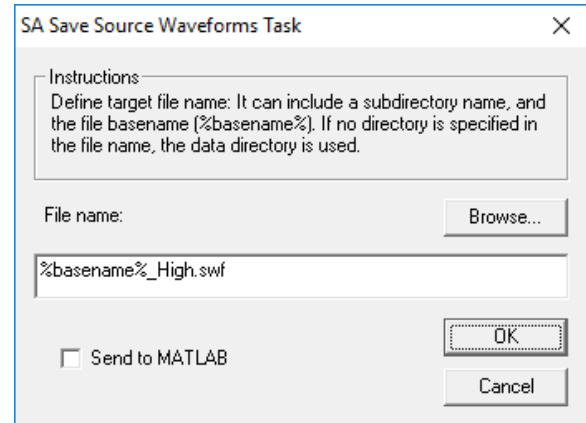 SA Save Source Waveforms Task
Instructions
Define target file name: It can include a subdirectory name, and
the file basename (%basename%). If no directory is specified in
the file name, the data directory is used.
File name:
Browse...
%basename%_High.swf
Send to MATLAB
OK
Cancel